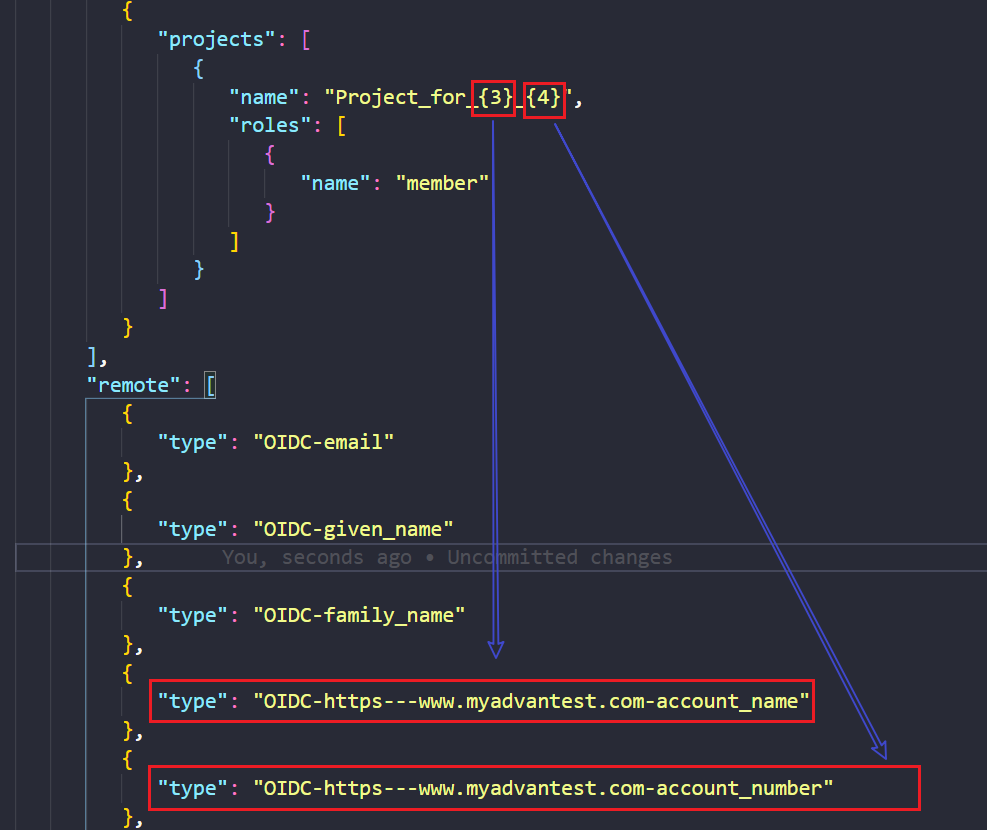 {
"projects": [
{
"name": "Project_for_{3}_{4}",
"roles": [
{
"name": "member"
}
]
}
]
}
],
"remote": [
{
"type": "OIDC-email"
},
{
"type": "OIDC-given_name"
},    You, seconds ago • Uncommitted changes
{
"type": "OIDC-family_name"
},
{
"type": "OIDC-https---www.myadvantest.com-account_name"
},
{
"type": "OIDC-https---www.myadvantest.com-account_number"
},